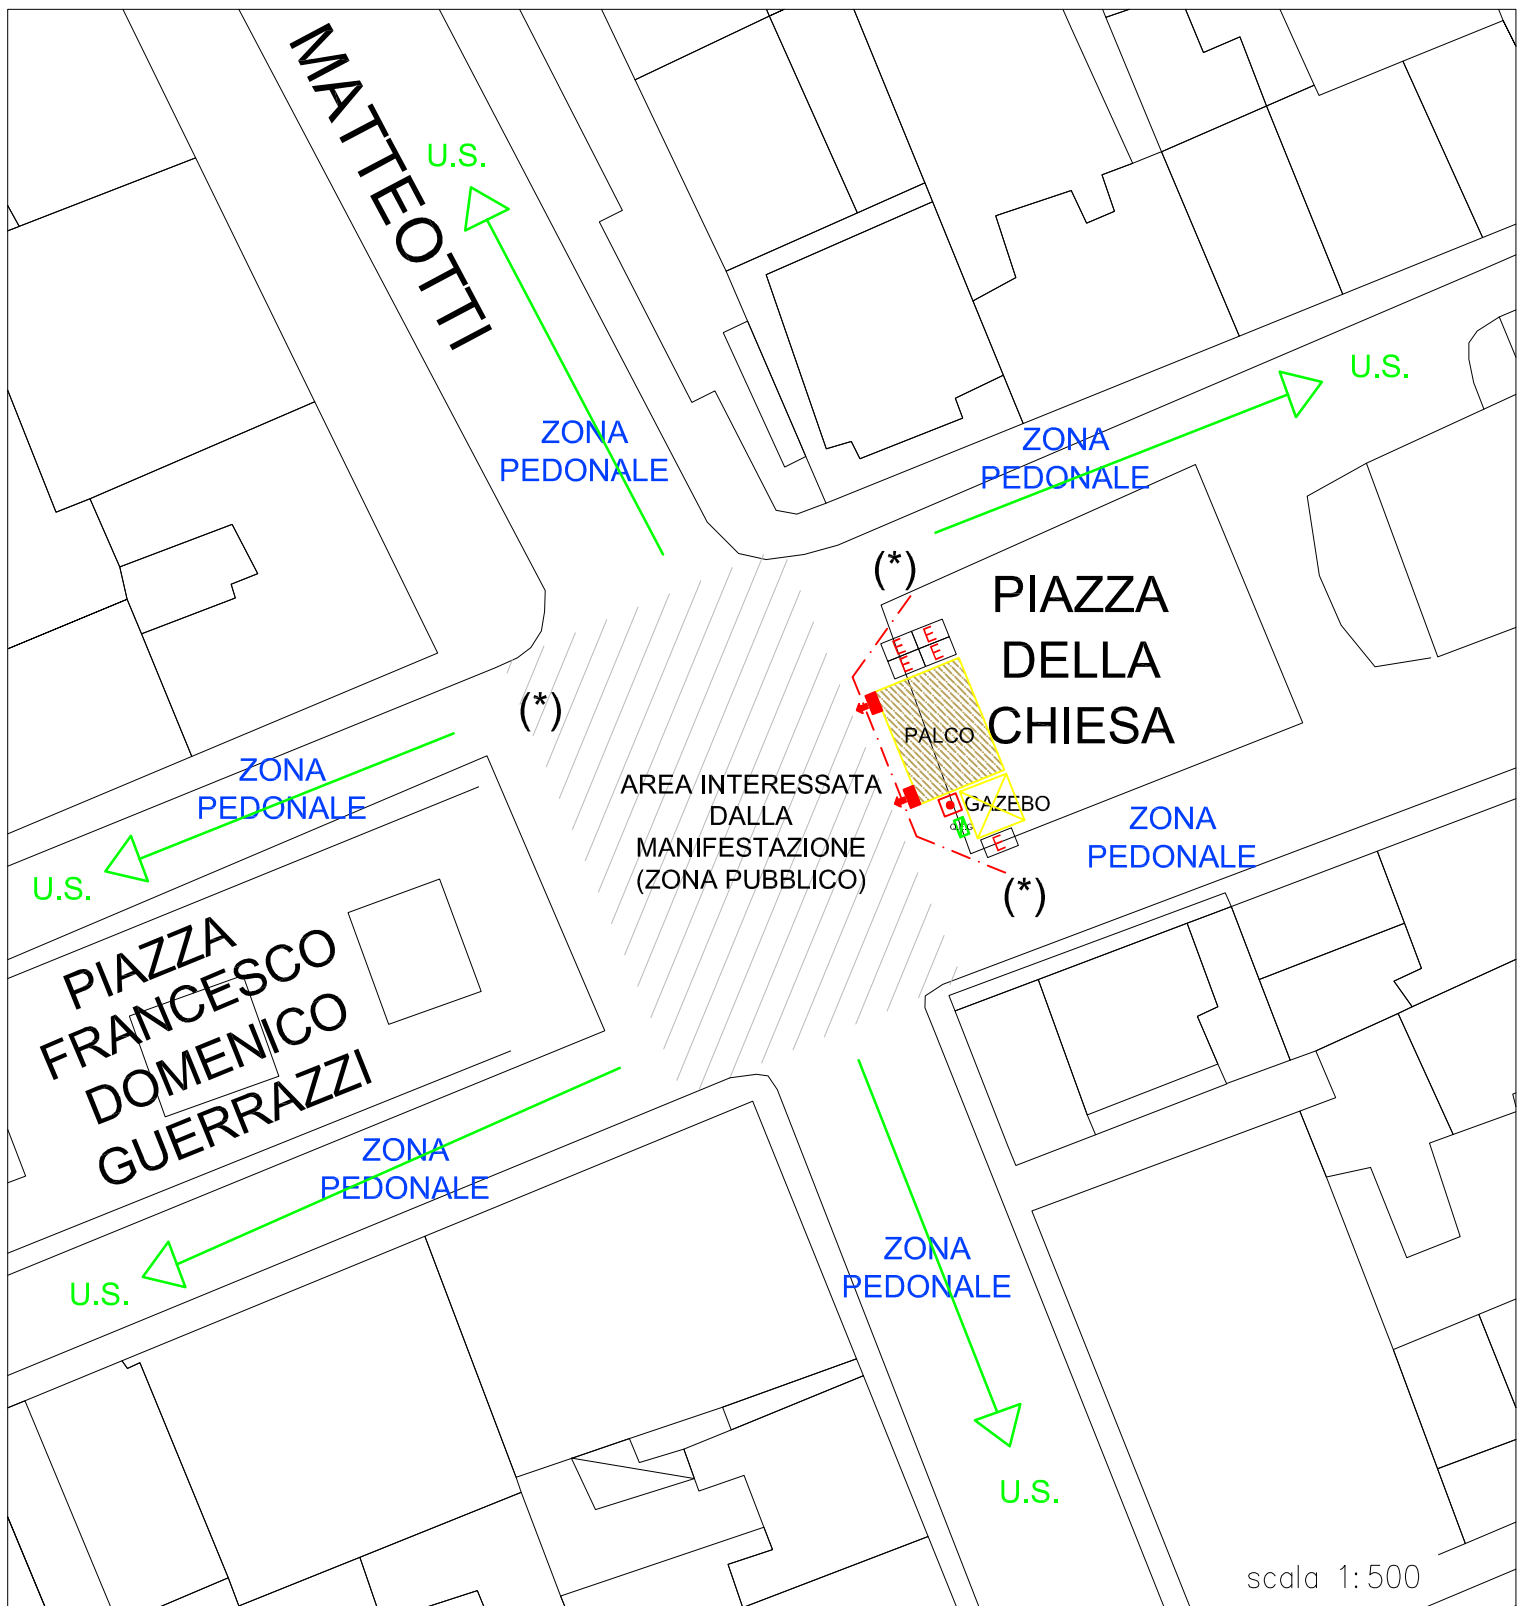 MATTEOTTI
U.S.
U.S.
ZONA
PEDONALE
ZONA
PEDONALE
(*)
PIAZZA
DELLA
CHIESA
E
E
E
E
(*)
PALCO
ZONA
PEDONALE
AREA INTERESSATA
DALLA
MANIFESTAZIONE
(ZONA PUBBLICO)
GAZEBO
E
ZONA
PEDONALE
(*)
U.S.
PIAZZA
FRANCESCO
DOMENICO
GUERRAZZI
ZONA
PEDONALE
ZONA
PEDONALE
U.S.
U.S.
scala 1:500